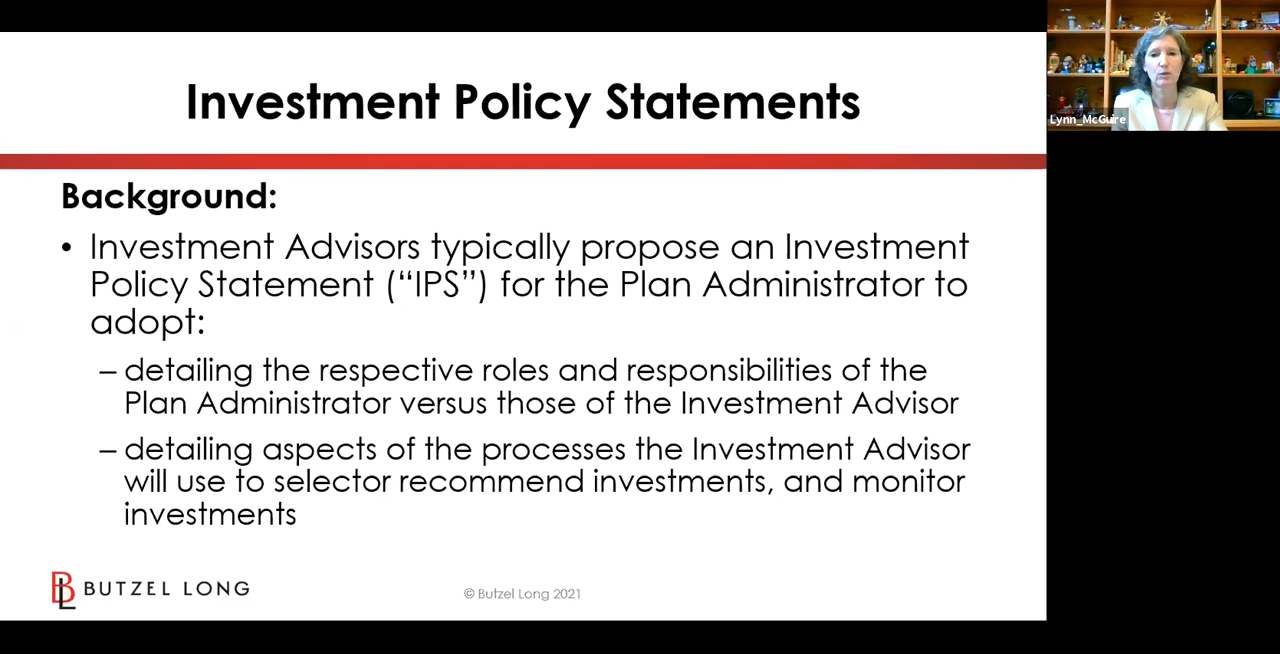 Investment Policy Statements
Lynn_McGuire
Background:
• Investment Advisors typically propose an Investment
Policy Statement (“IPS”) for the Plan Administrator to
adopt:
– detailing the respective roles and responsibilities of the
Plan Administrator versus those of the Investment Advisor
– detailing aspects of the processes the Investment Advisor
will use to selector recommend investments, and monitor
investments
BL BUTZEL LONG
© Butzel Long 2021